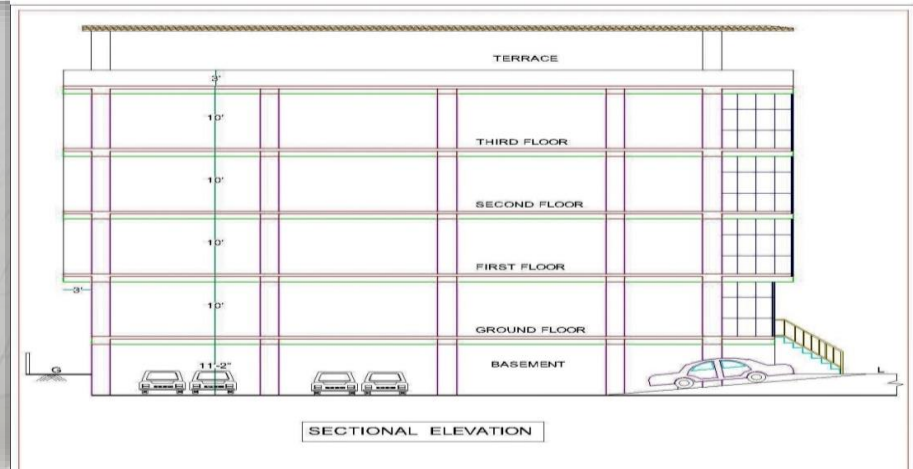 TERRACE
3'
10'
THIRD FLOOR
10'
SECOND FLOOR
10'
FIRST FLOOR
3'
10'
GROUND FLOOR
11'-2"
BASEMENT
G
L
SECTIONAL ELEVATION